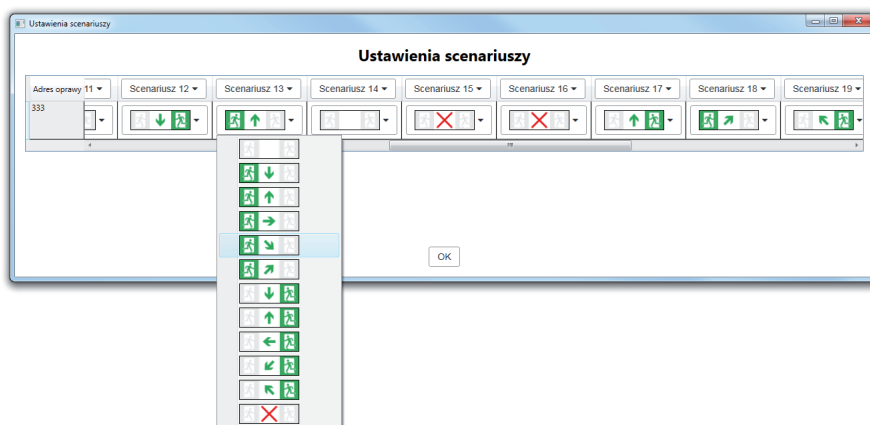 Ustawienia scenariuszy
Ustawienia scenariuszy
Adres oprawy 11 Scenariusz 12 Scenariusz 13 Scenariusz 14 Scenariusz 15 Scenariusz 16 Scenariusz 17 Scenariusz 18 Scenariusz 19
333
OK